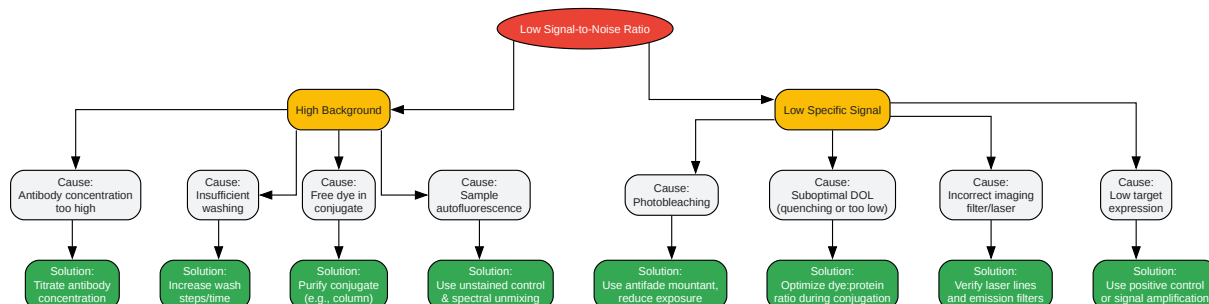 Low Signal-to-Noise Ratio
High Background
Low Specific Signal
Cause:
Antibody concentration
too high
Cause:
Insufficient
washing
Cause:
Free dye in
conjugate
Cause:
Sample
autofluorescence
Cause:
Photobleaching
Cause:
Suboptimal DOL
(quenching or too low)
Cause:
Incorrect imaging
filter/laser
Cause:
Low target
expression
Solution:
Titrate antibody
concentration
Solution:
Increase wash
steps/time
Solution:
Purify conjugate
(e.g., column)
Solution:
Use unstained control
& spectral unmixing
Solution:
Use antifade mountant,
reduce exposure
Solution:
Optimize dye:protein
ratio during conjugation
Solution:
Verify laser lines
and emission filters
Solution:
Use positive control
or signal amplification